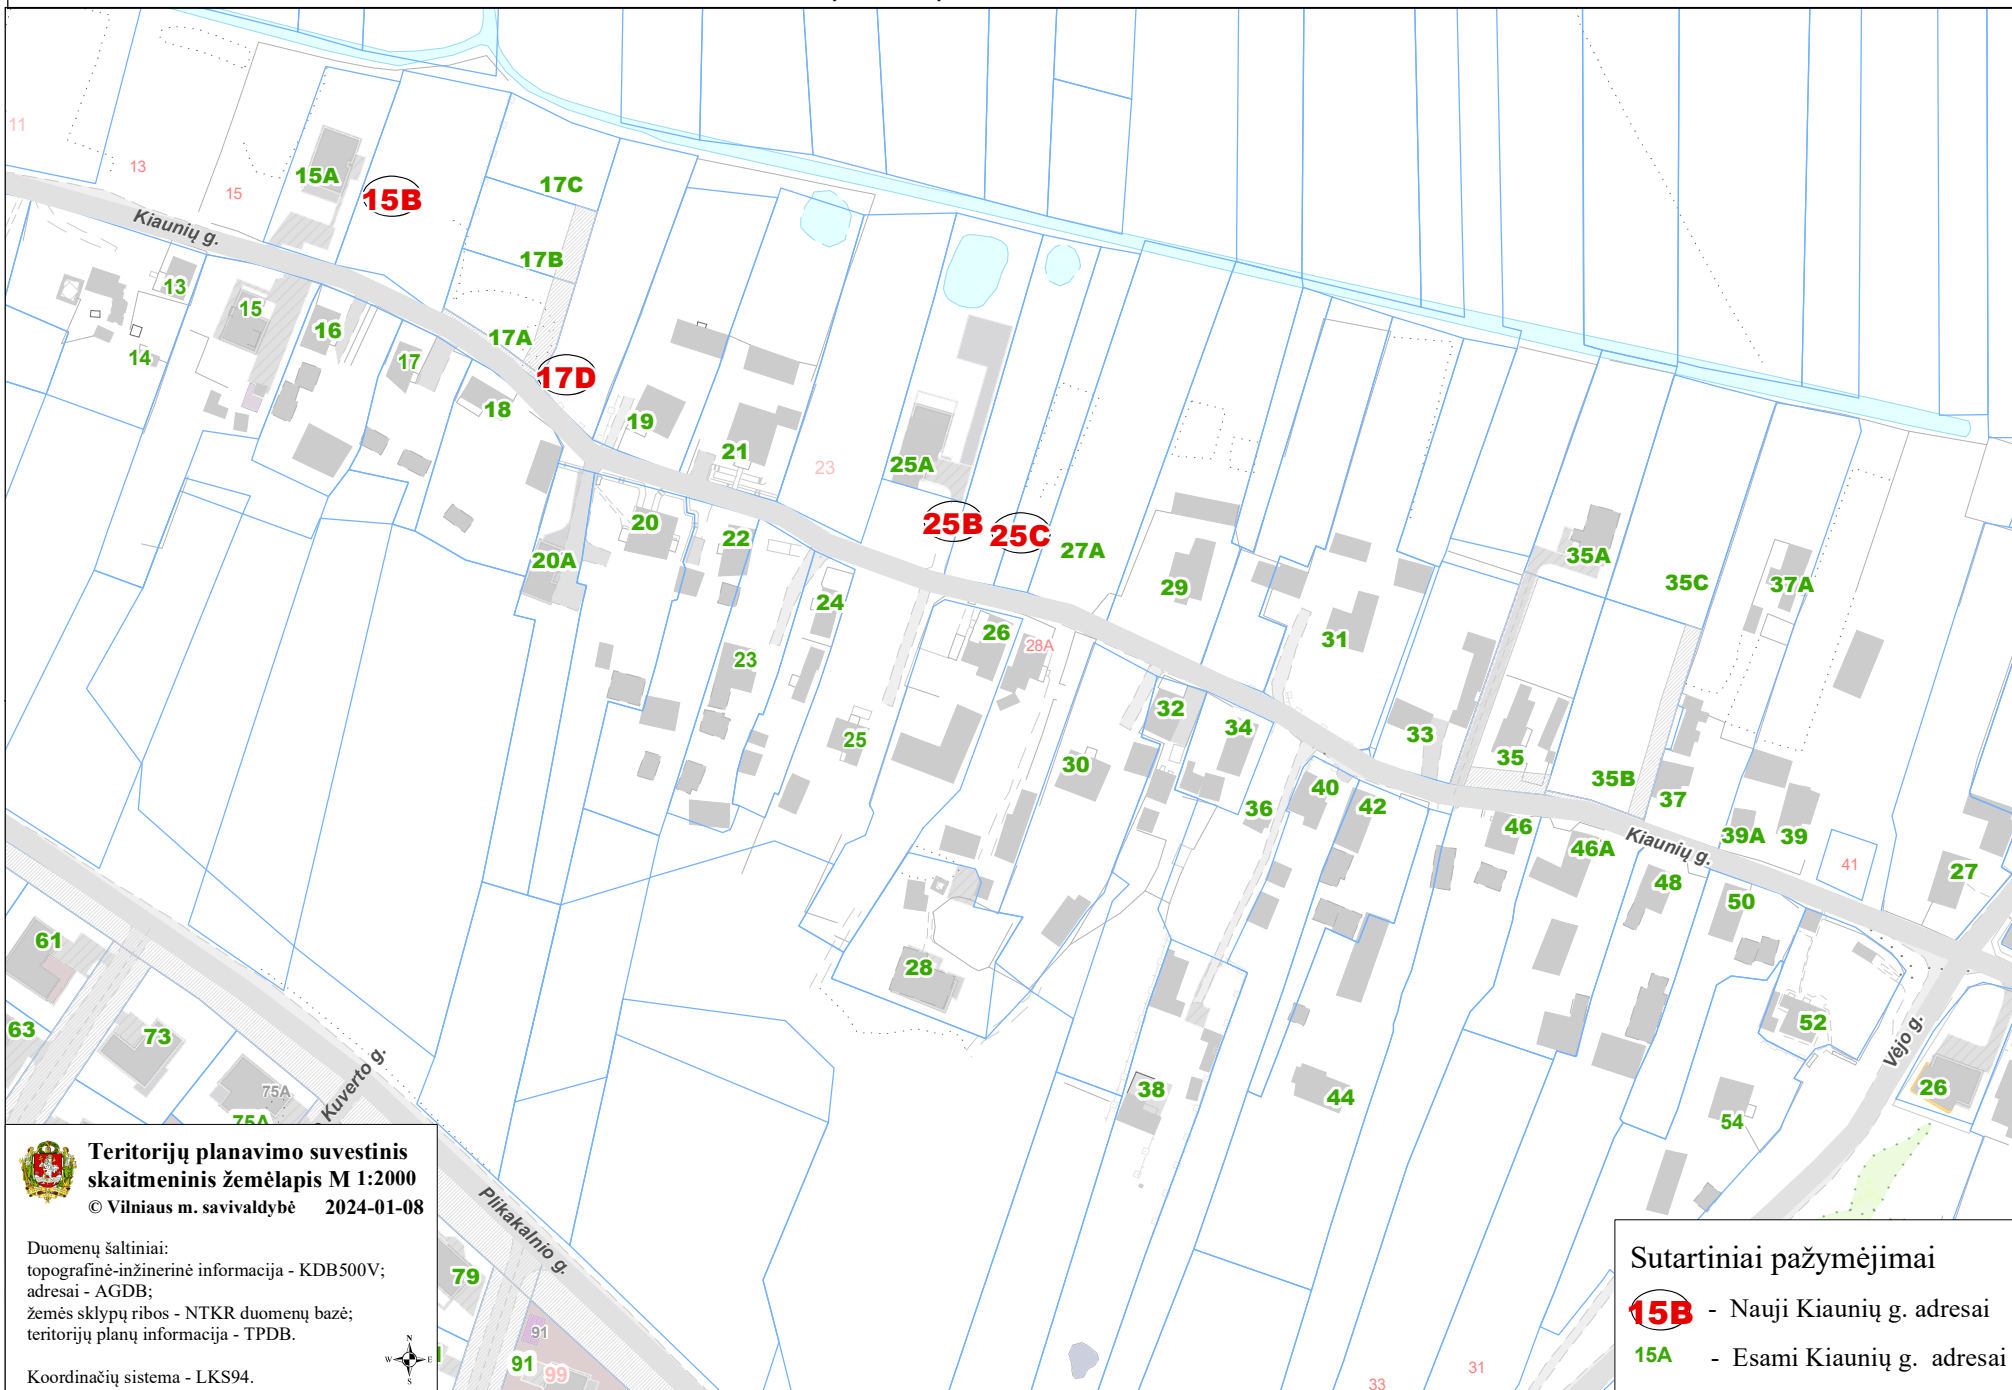 11
13
15
15A
15B
17C
Kiaunių g.
17B
13
15
16
14
17A
17
17D
18
19
21
23
25A
20
22
20A
25B
25C
27A
24
29
26
28A
31
23
25
35A
35C
37A
32
34
33
35
30
35B
37
36
40
42
46
46A
Kiaunių g.
39A
39
41
27
48
50
61
28
63
73
52
Vėjo g.
75A
75A
Kuverto g.
38
44
54
26
Teritorijų planavimo suvestinis
skaitmeninis žemėlapis M 1:2000
© Vilniaus m. savivaldybė 2024-01-08
Duomenų šaltiniai:
topografinė-inžinerinė informacija - KDB500V;
adresai - AGDB;
žemės sklypų ribos - NTKR duomenų bazė;
teritorijų planų informacija - TPDB.
Koordinačių sistema - LKS94.
N
W
E
S
Plikakalnio g.
79
91
91
99
33
31
Sutartiniai pažymėjimai
15B - Nauji Kiaunių g. adresai
15A - Esami Kiaunių g. adresai